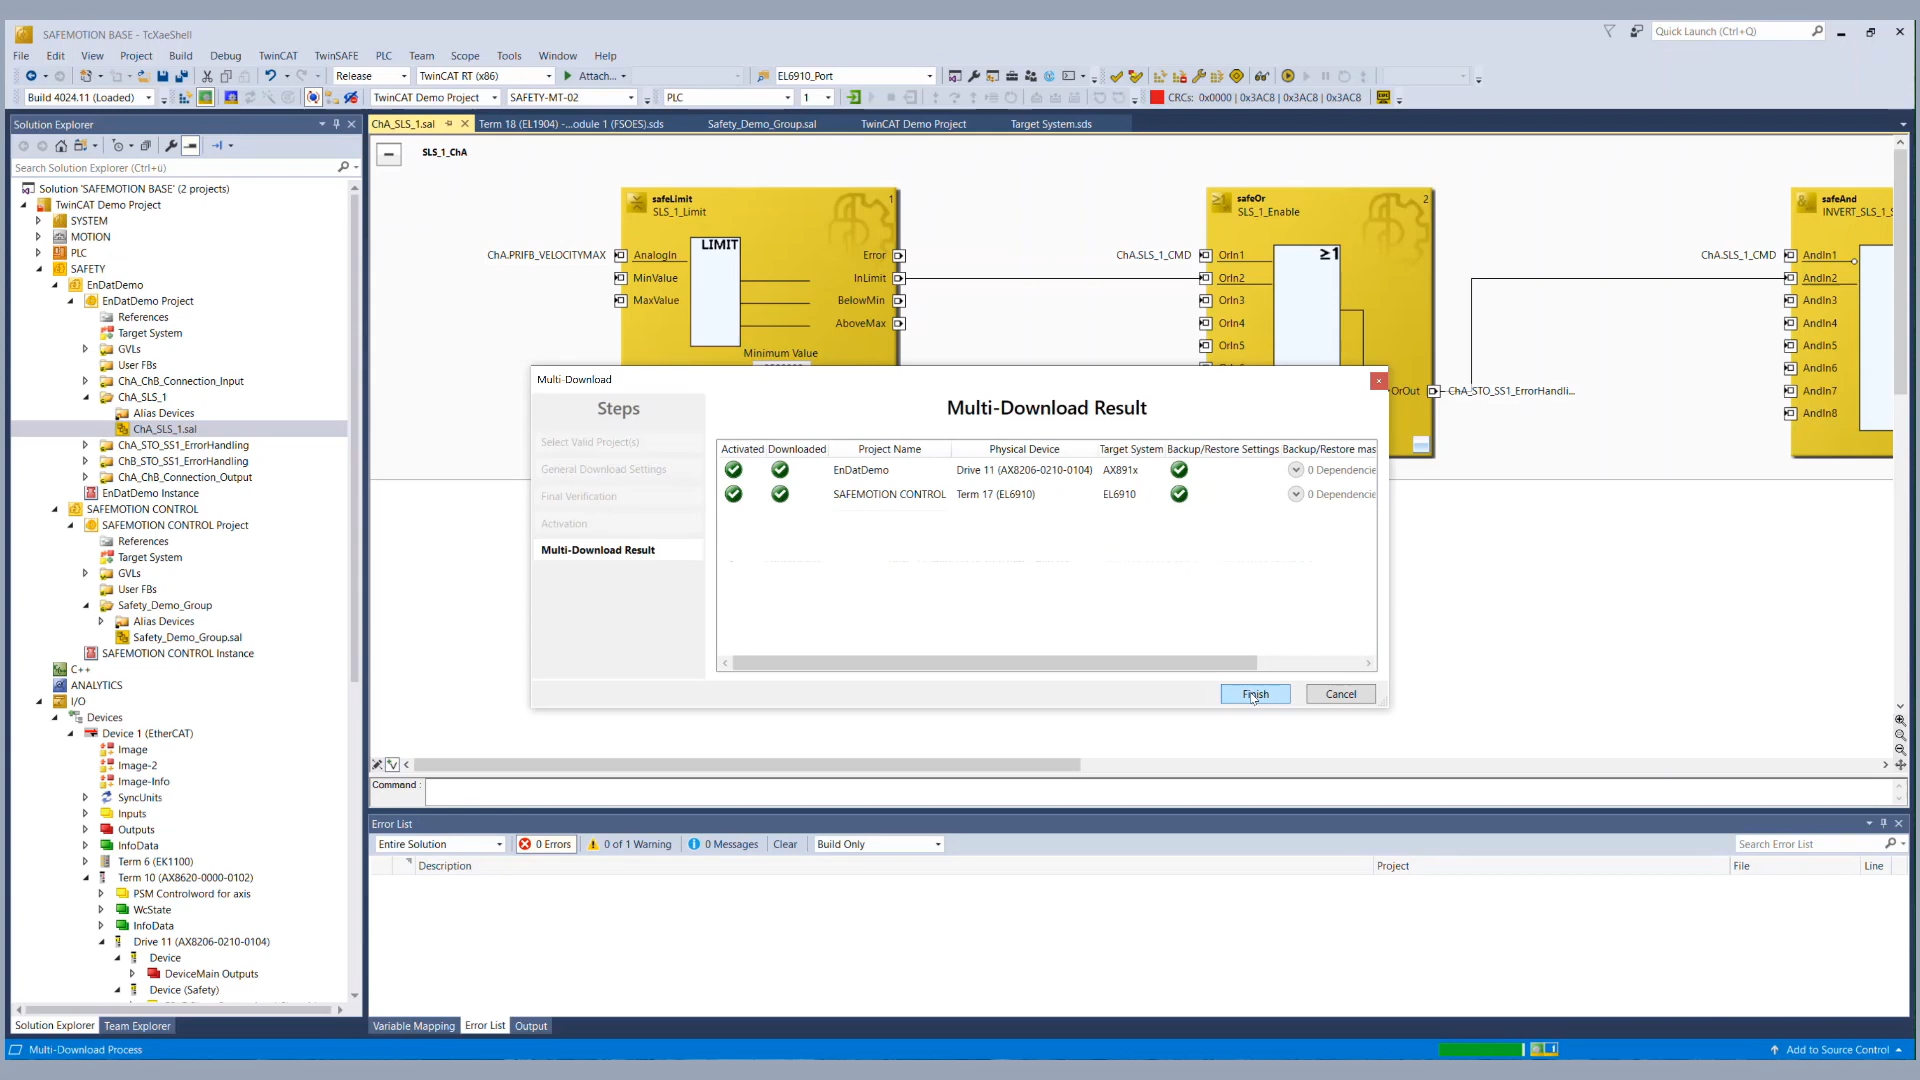 SAFEMOTION BASE - TcXaeShell
Quick Launch (Ctrl+Q)
File Edit View Project Build Debug TwinCAT TwinSAFE PLC Team Scope Tools Window Help
Release TwinCAT RT (x86) Attach... EL6910_Port
Build 4024.11 (Loaded) TwinCAT Demo Project SAFETY-MT-02 PLC 1 CRCs: 0x0000 | 0x3AC8 | 0x3AC8 | 0x3AC8
Solution Explorer
ChA_SLS_1.sal Term 18 (EL1904) -...odule 1 (FSOES).sds Safety_Demo_Group.sal TwinCAT Demo Project Target System.sds
Search Solution Explorer (Ctrl+ü)
Solution 'SAFEMOTION BASE' (2 projects)
TwinCAT Demo Project
SYSTEM
MOTION
PLC
SAFETY
EnDatDemo
EnDatDemo Project
References
Target System
GVLs
User FBs
ChA_ChB_Connection_Input
ChA_SLS_1
Alias Devices
ChA_SLS_1.sal
ChA_STO_SS1_ErrorHandling
ChB_STO_SS1_ErrorHandling
ChA_ChB_Connection_Output
EnDatDemo Instance
SAFEMOTION CONTROL
SAFEMOTION CONTROL Project
References
Target System
GVLs
User FBs
Safety_Demo_Group
Alias Devices
Safety_Demo_Group.sal
SAFEMOTION CONTROL Instance
C++
ANALYTICS
I/O
Devices
Device 1 (EtherCAT)
Image
Image-2
Image-Info
SyncUnits
Inputs
Outputs
InfoData
Term 6 (EK1100)
Term 10 (AX8620-0000-0102)
PSM Controlword for axis
WcState
InfoData
Drive 11 (AX8206-0210-0104)
Device
DeviceMain Outputs
Device (Safety)
Solution Explorer Team Explorer
SLS_1_ChA
safeLimit 1
SLS_1_Limit
LIMIT
ChA.PRIFB_VELOCITYMAX AnalogIn Error
MinValue InLimit
MaxValue BelowMin
AboveMax
Minimum Value
safeOr 2
SLS_1_Enable
≥1
ChA.SLS_1_CMD OrIn1
OrIn2
OrIn3
OrIn4
OrIn5
OrOut ChA_STO_SS1_ErrorHandli...
safeAnd
&
INVERT_SLS_1_S
ChA.SLS_1_CMD AndIn1
AndIn2
AndIn3
AndIn4
AndIn5
AndIn6
AndIn7
AndIn8
Multi-Download
Steps
Select Valid Project(s)
General Download Settings
Final Verification
Activation
Multi-Download Result
Multi-Download Result
Activated Downloaded Project Name Physical Device Target System Backup/Restore Settings Backup/Restore mas
EnDatDemo Drive 11 (AX8206-0210-0104) AX891x 0 Dependencie
SAFEMOTION CONTROL Term 17 (EL6910) EL6910 0 Dependencie
Finish Cancel
Command :
Error List
Entire Solution 0 Errors 0 of 1 Warning 0 Messages Clear Build Only Search Error List
Description Project File Line
Variable Mapping Error List Output
Multi-Download Process 1 Add to Source Control